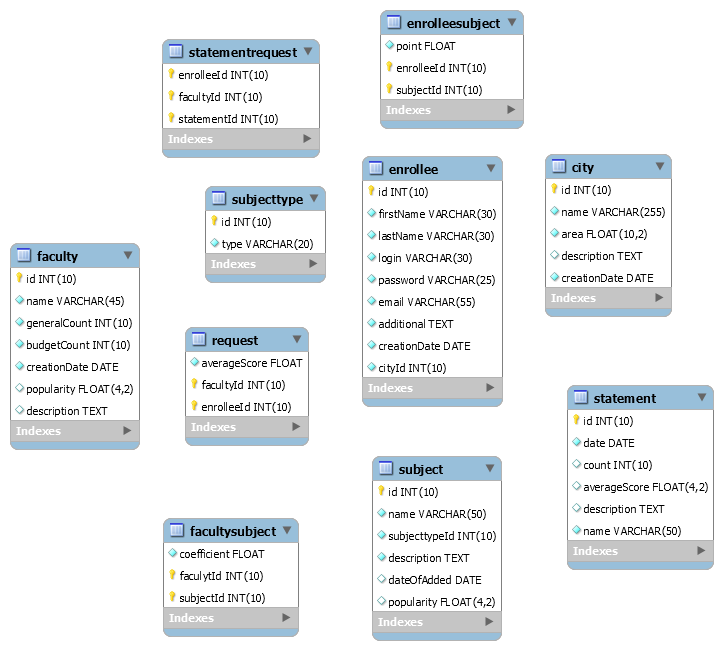 statementrequest
enrolleeId INT(10)
facultyId INT(10)
statementId INT(10)
Indexes
enrolleesubject
point FLOAT
enrolleeId INT(10)
subjectId INT(10)
Indexes
subjecttype
id INT(10)
type VARCHAR(20)
Indexes
enrollee
id INT(10)
firstName VARCHAR(30)
lastName VARCHAR(30)
login VARCHAR(30)
password VARCHAR(25)
email VARCHAR(55)
additional TEXT
creationDate DATE
cityId INT(10)
Indexes
city
id INT(10)
name VARCHAR(255)
area FLOAT(10,2)
description TEXT
creationDate DATE
Indexes
faculty
id INT(10)
name VARCHAR(45)
generalCount INT(10)
budgetCount INT(10)
creationDate DATE
popularity FLOAT(4,2)
description TEXT
Indexes
request
averageScore FLOAT
facultyId INT(10)
enrolleeId INT(10)
Indexes
statement
id INT(10)
date DATE
count INT(10)
averageScore FLOAT(4,2)
description TEXT
name VARCHAR(50)
Indexes
subject
id INT(10)
name VARCHAR(50)
subjecttypeId INT(10)
description TEXT
dateOfAdded DATE
popularity FLOAT(4,2)
Indexes
facultysubject
coefficient FLOAT
faculytId INT(10)
subjectId INT(10)
Indexes